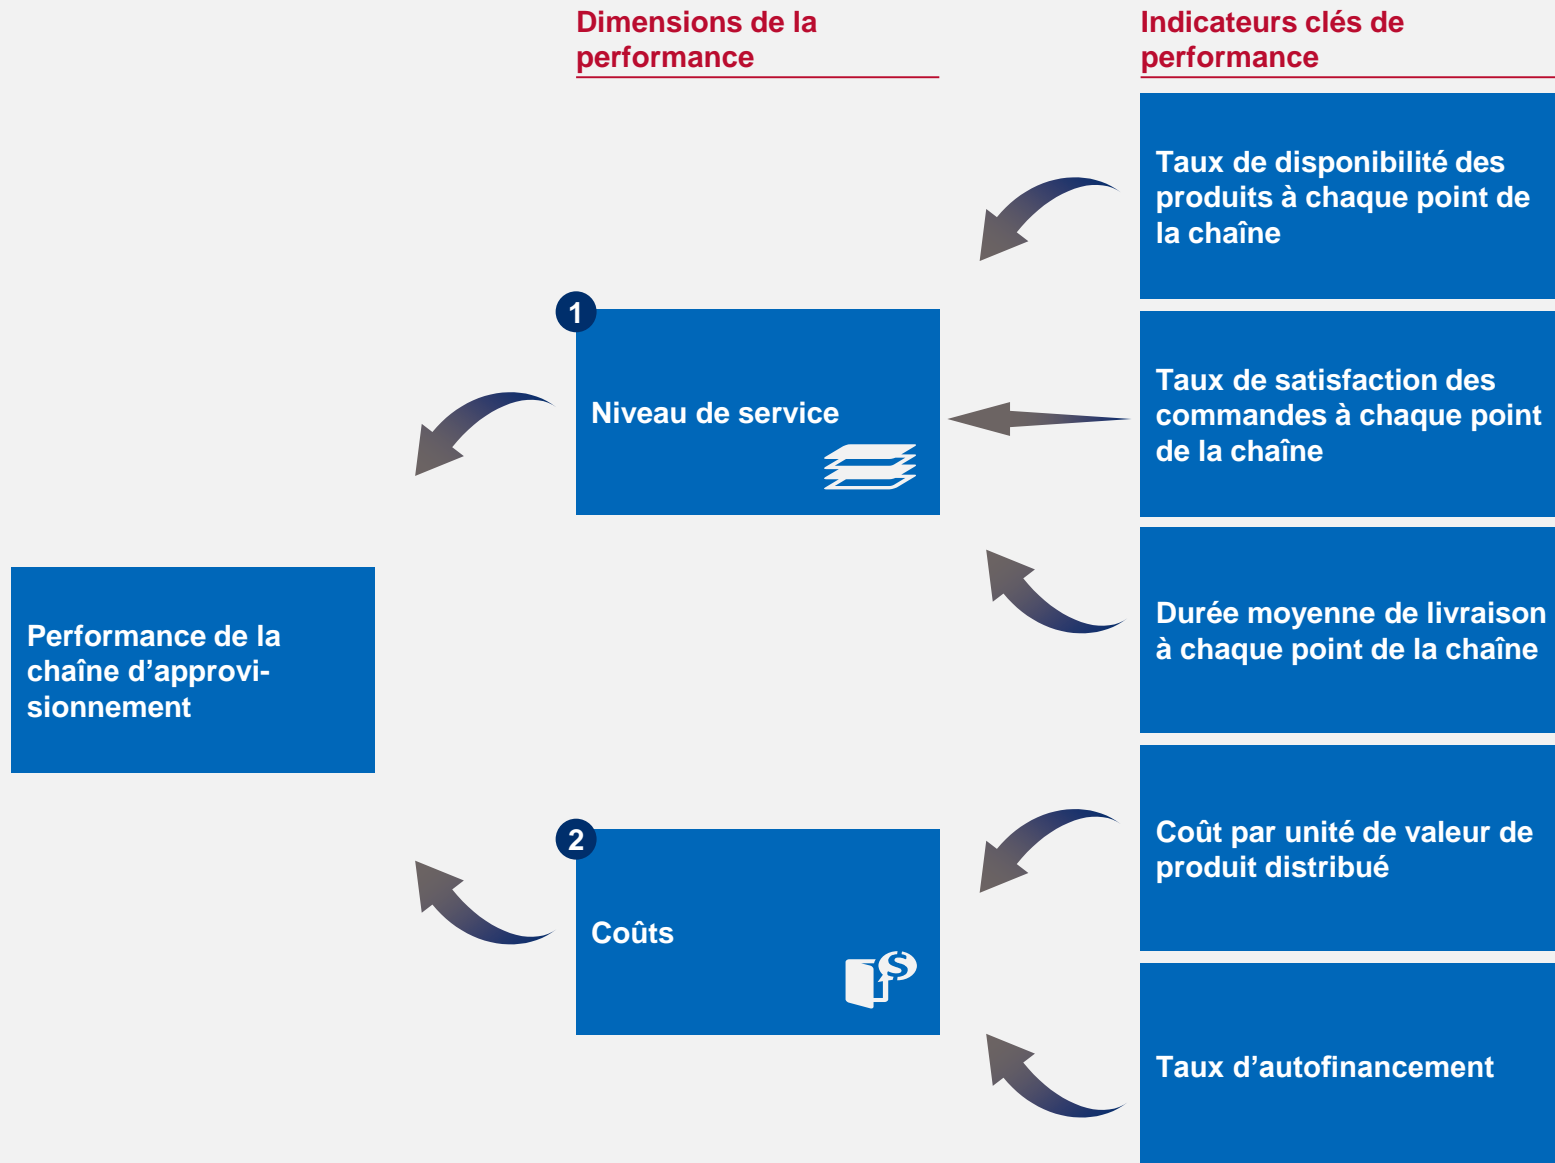 Dimensions de la
performance
Indicateurs clés de
performance
Taux de disponibilité des
produits à chaque point de
la chaîne
1
Niveau de service
Taux de satisfaction des
commandes à chaque point
de la chaîne
Durée moyenne de livraison
à chaque point de la chaîne
Performance de la
chaîne d’approvi-
sionnement
2
Coûts
$
Coût par unité de valeur de
produit distribué
Taux d’autofinancement